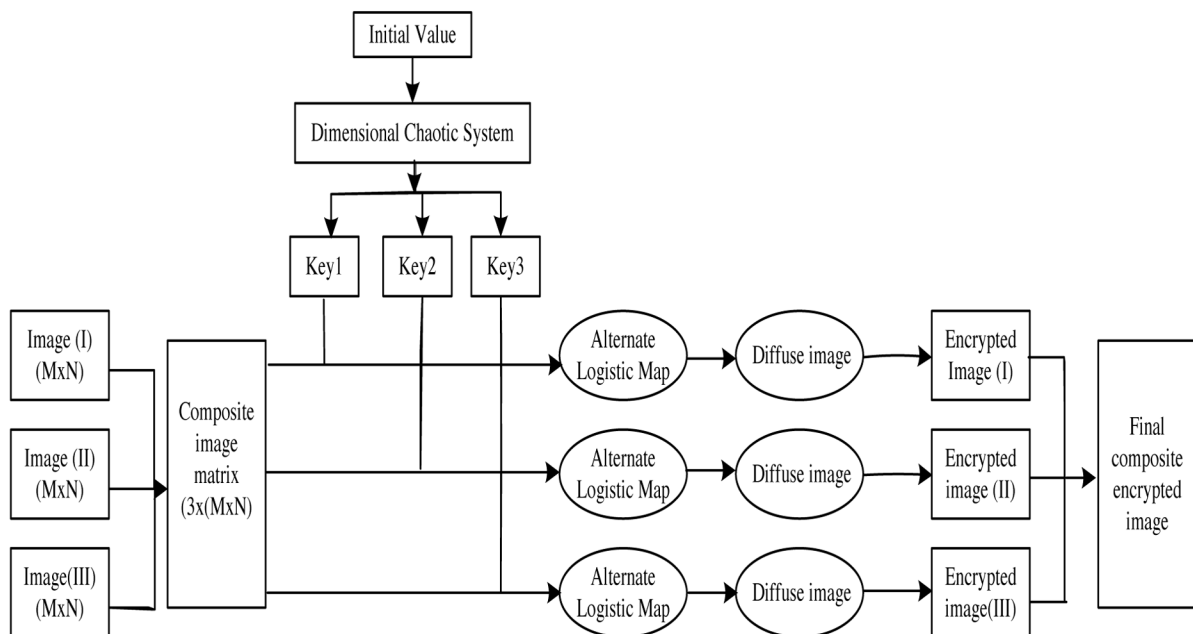 Initial Value
Dimensional Chaotic System
Key1
Key2
Key3
Image (I)
(MxN)
Image (II)
(MxN)
Image(III)
(MxN)
Composite
image
matrix
(3x(MxN)
Alternate
Logistic Map
Diffuse image
Encrypted
Image (I)
Alternate
Logistic Map
Diffuse image
Encrypted
image (II)
Alternate
Logistic Map
Diffuse image
Encrypted
image(III)
Final
composite
encrypted
image